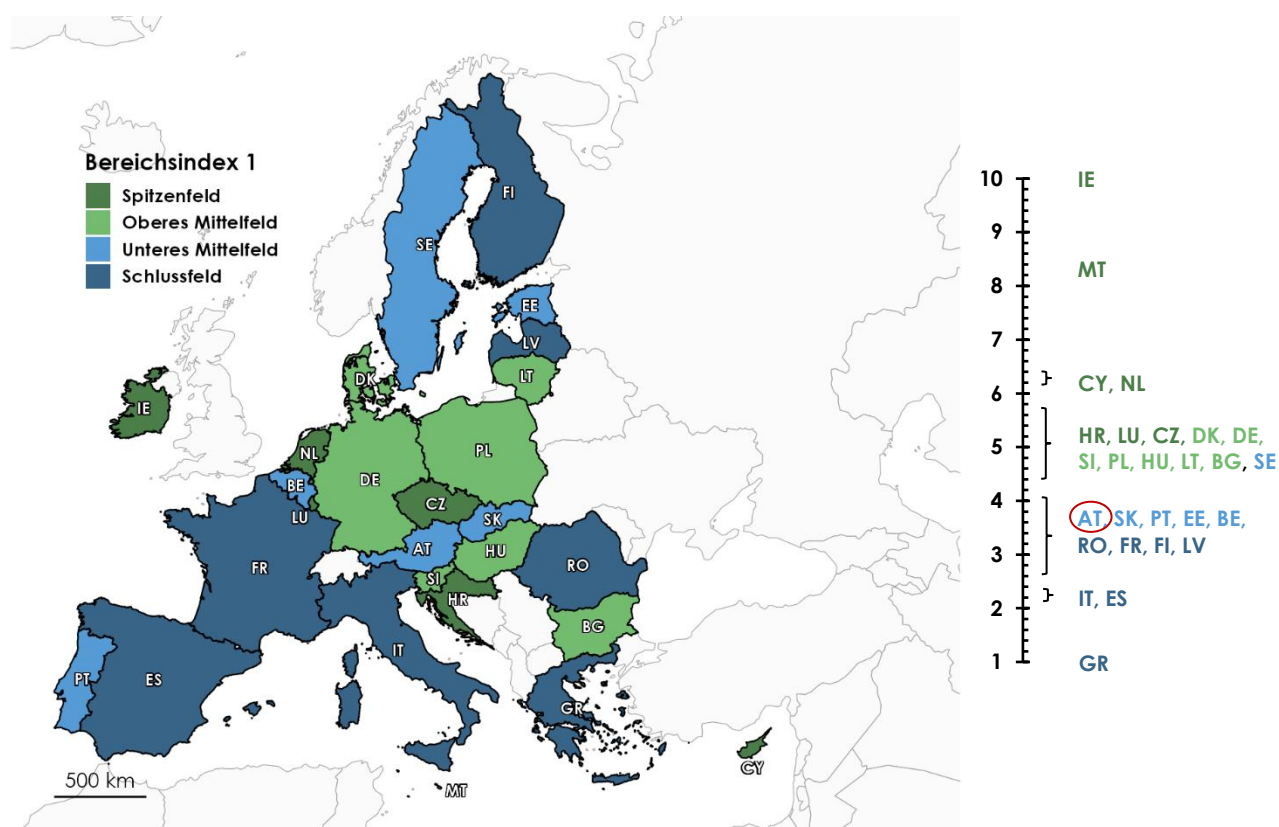 Bereichsindex 1
Spitzenfeld
Oberes Mittelfeld
Unteres Mittelfeld
Schlussfeld
FI
SE
EE
LV
LT
DK
IE
NL
PL
BE
DE
CZ
LU
SK
AT
HU
FR
RO
SI
HR
BG
IT
PT
ES
GR
CY
MT
500 km
10 IE
9
MT
8
7
6 CY, NL
HR, LU, CZ, DK, DE,
5
SI, PL, HU, LT, BG, SE
4
AT, SK, PT, EE, BE,
3 RO, FR, FI, LV
2 IT, ES
1 GR